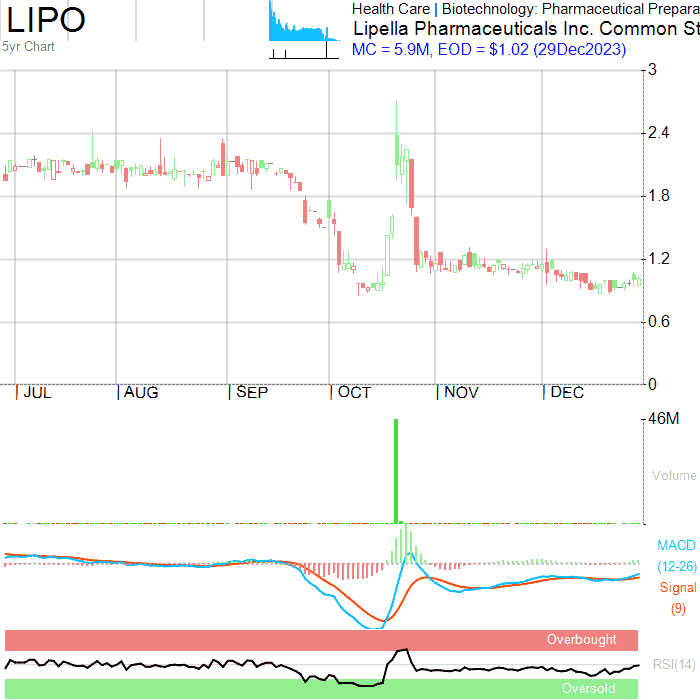 LIPO
5yr Chart
Health Care | Biotechnology: Pharmaceutical Prepara
Lipella Pharmaceuticals Inc. Common St
MC = 5.9M, EOD = $1.02 (29Dec2023)
3
2.4
1.8
1.2
0.6
0
JUL AUG SEP OCT NOV DEC
46M
Volume
MACD
(12-26)
Signal
(9)
Overbought
RSI(14)
Oversold